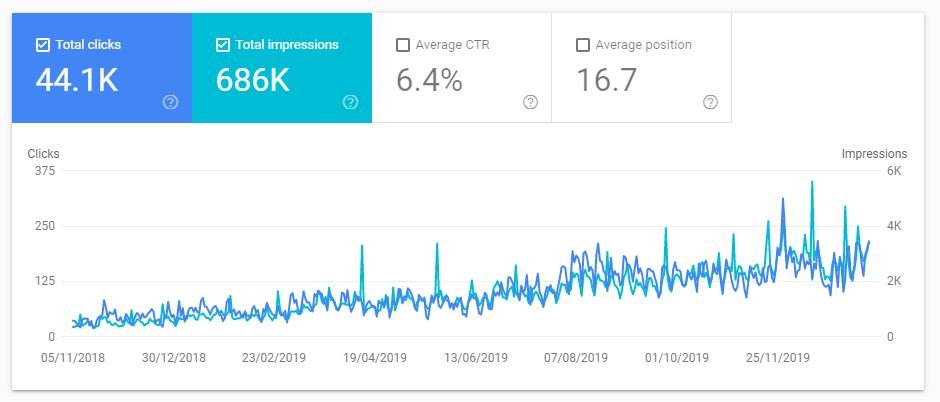 Total clicks
44.1K
Total impressions
686K
Average CTR
6.4%
Average position
16.7
Clicks
Impressions
375
6K
250
4K
125
2K
0
0
05/11/2018 30/12/2018 23/02/2019 19/04/2019 13/06/2019 07/08/2019 01/10/2019 25/11/2019